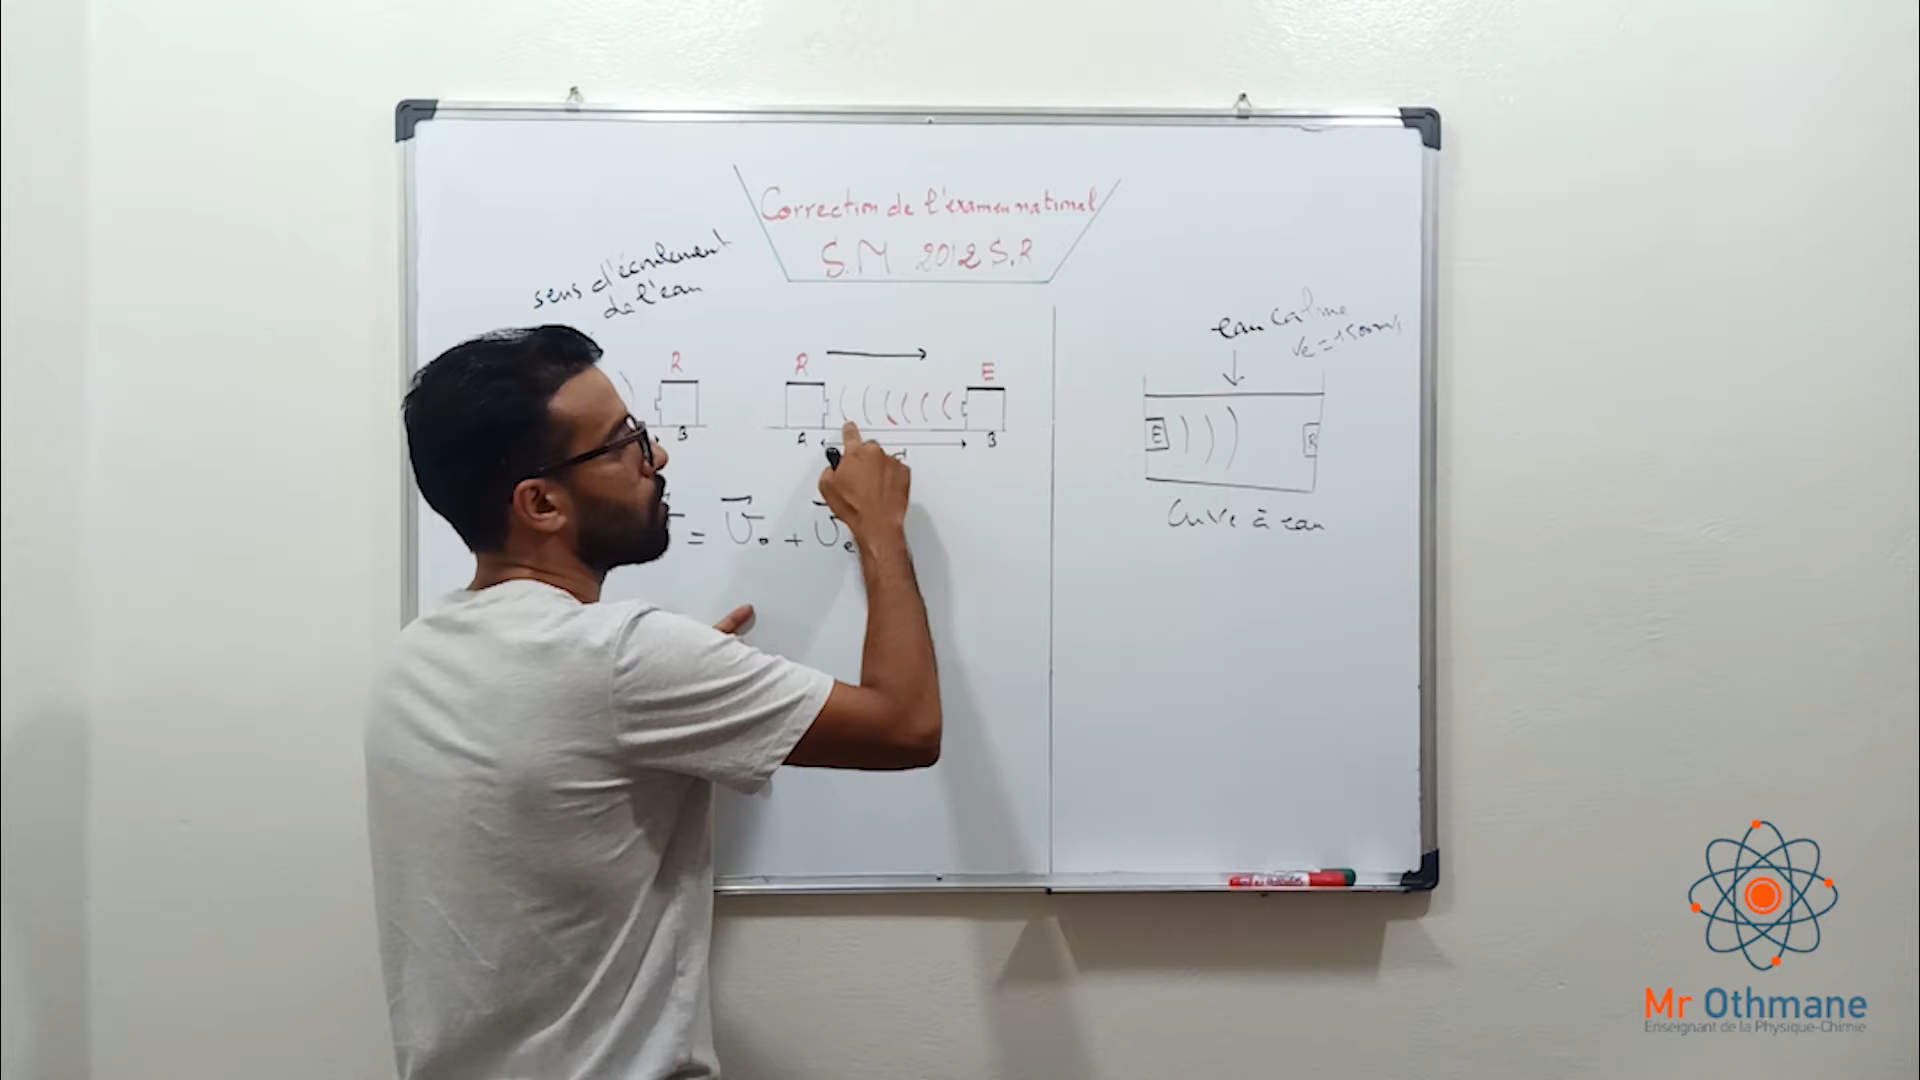 Correction de l'examen national
S.M 2012 S.R
sens d'écoulement
de l'eau
R
B
R
E
A
B
d
= V₀ + Vₑ
eau calme
Ve = 1500m/s
E
R
Cuve à eau
Mr Othmane
Enseignant de la Physique-Chimie